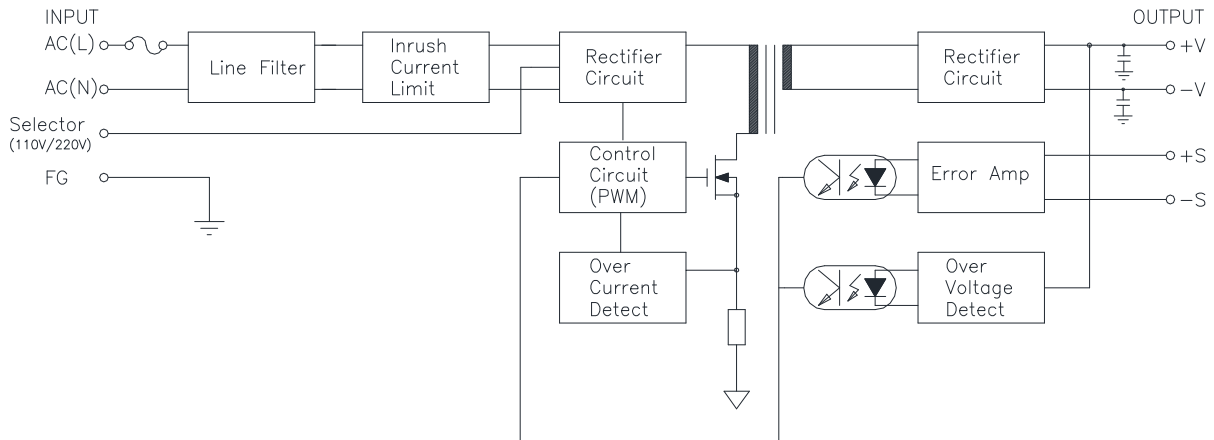 INPUT
OUTPUT
AC(L)
Line Filter
Inrush
Current
Limit
Rectifier
Circuit
Rectifier
Circuit
+V
AC(N)
-V
Selector
(110V/220V)
FG
Control
Circuit
(PWM)
Error Amp
+S
-S
Over
Current
Detect
Over
Voltage
Detect